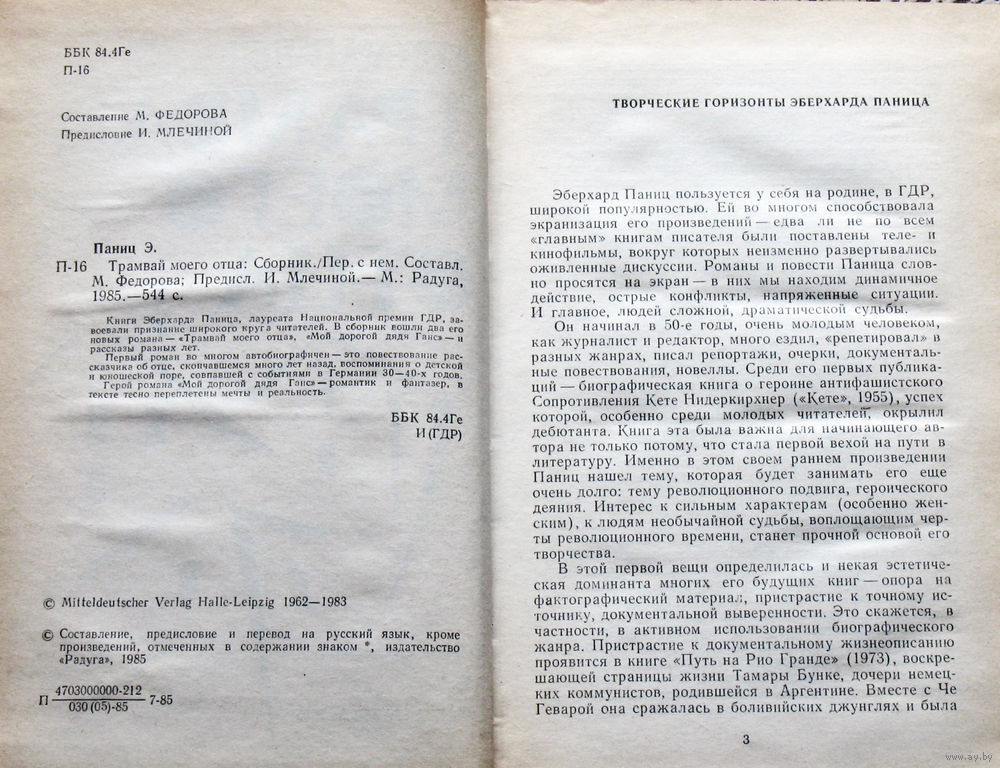 ББК 84.4Ге
П-16
Составление М. ФЕДОРОВА
Предисловие И. МЛЕЧИНОЙ
Паниц Э.
П-16 Трамвай моего отца: Сборник./Пер. с нем. Составл.
М. Федорова; Предисл. И. Млечиной.— М.: Радуга,
1985.—544 с.
Книги Эберхарда Паница, лауреата Национальной премии ГДР, за-
воевали признание широкого круга читателей. В сборник вошли два его
новых романа — «Трамвай моего отца», «Мой дорогой дядя Ганс» — и
рассказы разных лет.
Первый роман во многом автобиографичен — это повествование рас-
сказчика об отце, скончавшемся много лет назад, воспоминания о детской
и юношеской поре, совпавшей с событиями в Германии 30—40-х годов.
Герой романа «Мой дорогой дядя Ганс» — романтик и фантазер, в
тексте тесно переплетены мечты и реальность.
ББК 84.4Ге
И(ГДР)
© Mitteldeutscher Verlag Halle-Leipzig 1962—1983
© Составление, предисловие и перевод на русский язык, кроме
произведений, отмеченных в содержании знаком *, издательство
«Радуга», 1985
П 4703000000-212 7-85
030 (05)-85
ТВОРЧЕСКИЕ ГОРИЗОНТЫ ЭБЕРХАРДА ПАНИЦА
Эберхард Паниц пользуется у себя на родине, в ГДР,
широкой популярностью. Ей во многом способствовала
экранизация его произведений — едва ли не по всем
«главным» книгам писателя были поставлены теле- и
кинофильмы, вокруг которых неизменно развертывались
оживленные дискуссии. Романы и повести Паница слов-
но просятся на экран — в них мы находим динамичное
действие, острые конфликты, напряженные ситуации.
И главное, людей сложной, драматической судьбы.
Он начинал в 50-е годы, очень молодым человеком,
как журналист и редактор, много ездил, «репетировал» в
разных жанрах, писал репортажи, очерки, документаль-
ные повествования, новеллы. Среди его первых публика-
ций — биографическая книга о героине антифашистского
Сопротивления Кете Нидеркирхнер («Кете», 1955), успех
которой, особенно среди молодых читателей, окрылил
дебютанта. Книга эта была важна для начинающего ав-
тора не только потому, что стала первой вехой на пути в
литературу. Именно в этом своем раннем произведении
Паниц нашел тему, которая будет занимать его еще
очень долго: тему революционного подвига, героического
деяния. Интерес к сильным характерам (особенно жен-
ским), к людям необычайной судьбы, воплощающим чер-
ты революционного времени, станет прочной основой его
творчества.
В этой первой вещи определилась и некая эстетиче-
ская доминанта многих его будущих книг — опора на
фактографический материал, пристрастие к точному ис-
точнику, документальной выверенности. Это скажется, в
частности, в активном использовании биографического
жанра. Пристрастие к документальному жизнеописанию
проявится в книге «Путь на Рио Гранде» (1973), воскре-
шающей страницы жизни Тамары Бунке, дочери немец-
ких коммунистов, родившейся в Аргентине. Вместе с Че
Геварой она сражалась в боливийских джунглях и была
3
www.ay.by